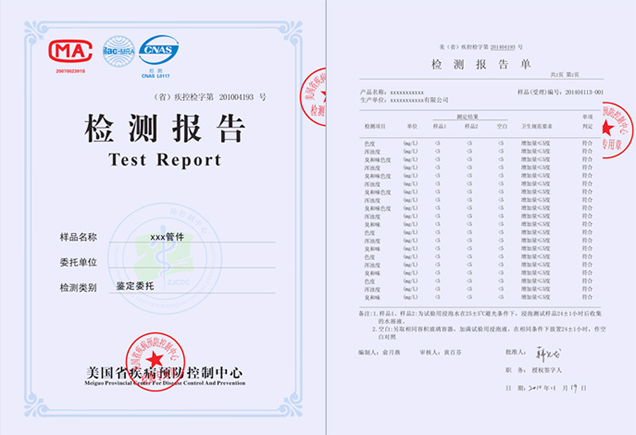 MA
2007002391S
ilac-MRA
CNAS
检测
CNAS L0117
（省）疾控检字第 201004193 号
检测报告
Test Report
样品名称 xxx管件
委托单位
检测类别 鉴定委托
ZJCDC
美国省疾病预防控制中心
Meiguo Provincial Center For Disease Control And Prevention
美（省）疾控检字第 201404193 号
检测报告单
共1页 第1页
产品名称：xxxxxxxxxxx 样品(受理)编号：201404113-001
生产单位：xxxxxxxxxxx有限公司
测定结果 单项
检测项目 单位 样品1 样品2 空白 卫生规范要求 判定
色度 (mg/L) <5 <5 <5 增加量≤5度 符合
浑浊度 (mg/L) <5 <5 <5 增加量≤5度 符合
臭和味色度 (mg/L) <5 <5 <5 增加量≤5度 符合
浑浊度 (mg/L) <5 <5 <5 增加量≤5度 符合
臭和味色度 (mg/L) <5 <5 <5 增加量≤5度 符合
浑浊度 (mg/L) <5 <5 <5 增加量≤5度 符合
臭和味色度 (mg/L) <5 <5 <5 增加量≤5度 符合
浑浊度 (mg/L) <5 <5 <5 增加量≤5度 符合
臭和味色度 (mg/L) <5 <5 <5 增加量≤5度 符合
浑浊度 (mg/L) <5 <5 <5 增加量≤5度 符合
臭和味 (mg/L) <5 <5 <5 增加量≤5度 符合
色度 (mg/L) <5 <5 <5 增加量≤5度 符合
浑浊度 (mg/L) <5 <5 <5 增加量≤5度 符合
臭和味 (mg/L) <5 <5 <5 增加量≤5度 符合
色度 (mg/L) <5 <5 <5 增加量≤5度 符合
浑浊度 (mg/L) <5 <5 <5 增加量≤5度 符合
臭和味 (mg/L) <5 <5 <5 增加量≤5度 符合
色度 (mg/L) <5 <5 <5 增加量≤5度 符合
浑浊度 (mg/L) <5 <5 <5 增加量≤5度 符合
臭和味 (mg/L) <5 <5 <5 增加量≤5度 符合
备注：1.样品1、样品2：为试验用浸泡水在25±5℃避光条件下，浸泡测试样品24±1小时后收集
的水溶液。
2.空白：另取相同容积玻璃容器，加满试验用浸泡液，在相同条件下放置24±1小时，作空
白对照
编制人：俞月燕 审核人：黄百芬 批准人：
职 务： 授权签字人
日 期：